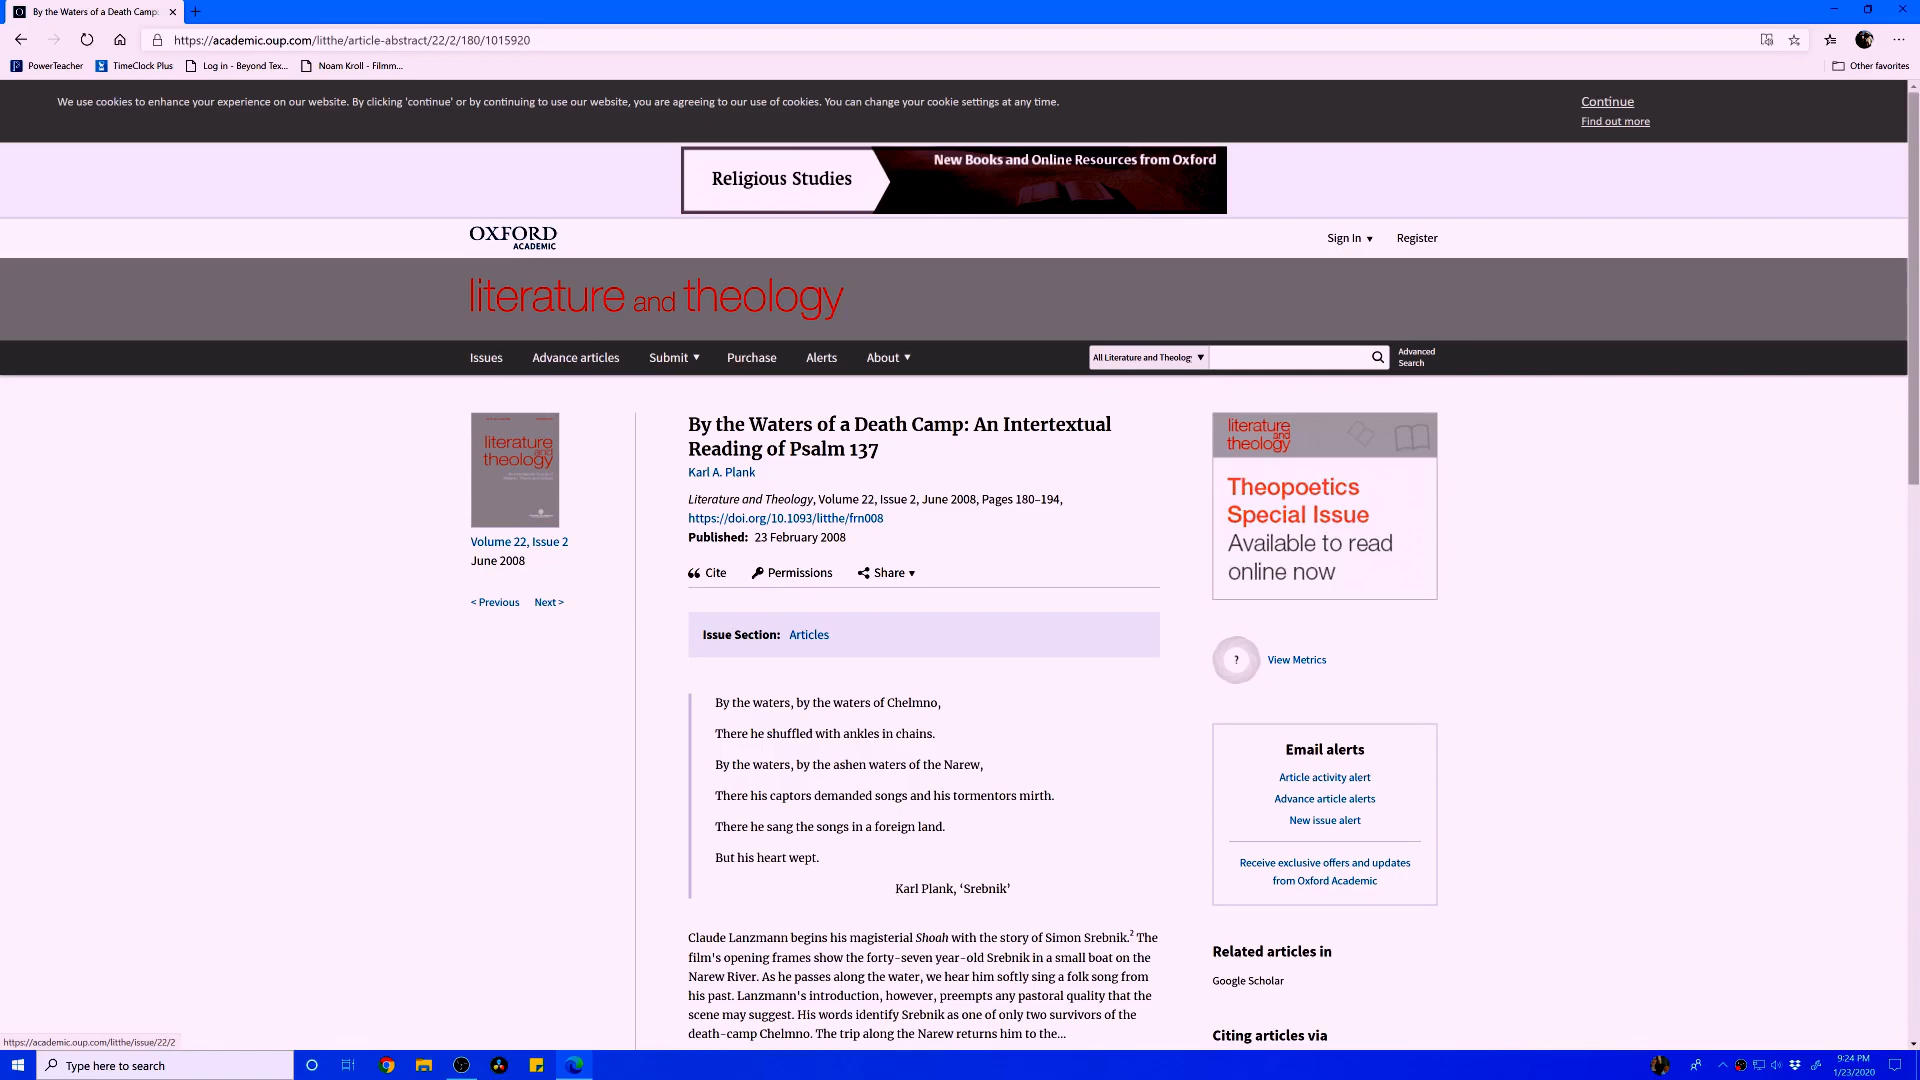 By the Waters of a Death Camp:
https://academic.oup.com/litthe/article-abstract/22/2/180/1015920
PowerTeacher TimeClock Plus Log in - Beyond Tex... Noam Kroll - Filmm... Other favorites
We use cookies to enhance your experience on our website. By clicking 'continue' or by continuing to use our website, you are agreeing to our use of cookies. You can change your cookie settings at any time.
Continue
Find out more
Religious Studies
New Books and Online Resources from Oxford
OXFORD
ACADEMIC
Sign In ▼ Register
literature and theology
Issues Advance articles Submit ▼ Purchase Alerts About ▼
All Literature and Theolog ▼
Advanced
Search
literature
and
theology
Volume 22, Issue 2
June 2008
< Previous Next >
By the Waters of a Death Camp: An Intertextual
Reading of Psalm 137
Karl A. Plank
Literature and Theology, Volume 22, Issue 2, June 2008, Pages 180–194,
https://doi.org/10.1093/litthe/frn008
Published: 23 February 2008
Cite Permissions Share ▼
Issue Section: Articles
By the waters, by the waters of Chelmno,
There he shuffled with ankles in chains.
By the waters, by the ashen waters of the Narew,
There his captors demanded songs and his tormentors mirth.
There he sang the songs in a foreign land.
But his heart wept.
Karl Plank, ‘Srebnik’
Claude Lanzmann begins his magisterial Shoah with the story of Simon Srebnik.2 The
film's opening frames show the forty-seven year-old Srebnik in a small boat on the
Narew River. As he passes along the water, we hear him softly sing a folk song from
his past. Lanzmann's introduction, however, preempts any pastoral quality that the
scene may suggest. His words identify Srebnik as one of only two survivors of the
death-camp Chelmno. The trip along the Narew returns him to the...
literature
and
theology
Theopoetics
Special Issue
Available to read
online now
? View Metrics
Email alerts
Article activity alert
Advance article alerts
New issue alert
Receive exclusive offers and updates
from Oxford Academic
Related articles in
Google Scholar
Citing articles via
https://academic.oup.com/litthe/issue/22/2
Type here to search
9:24 PM
1/23/2020